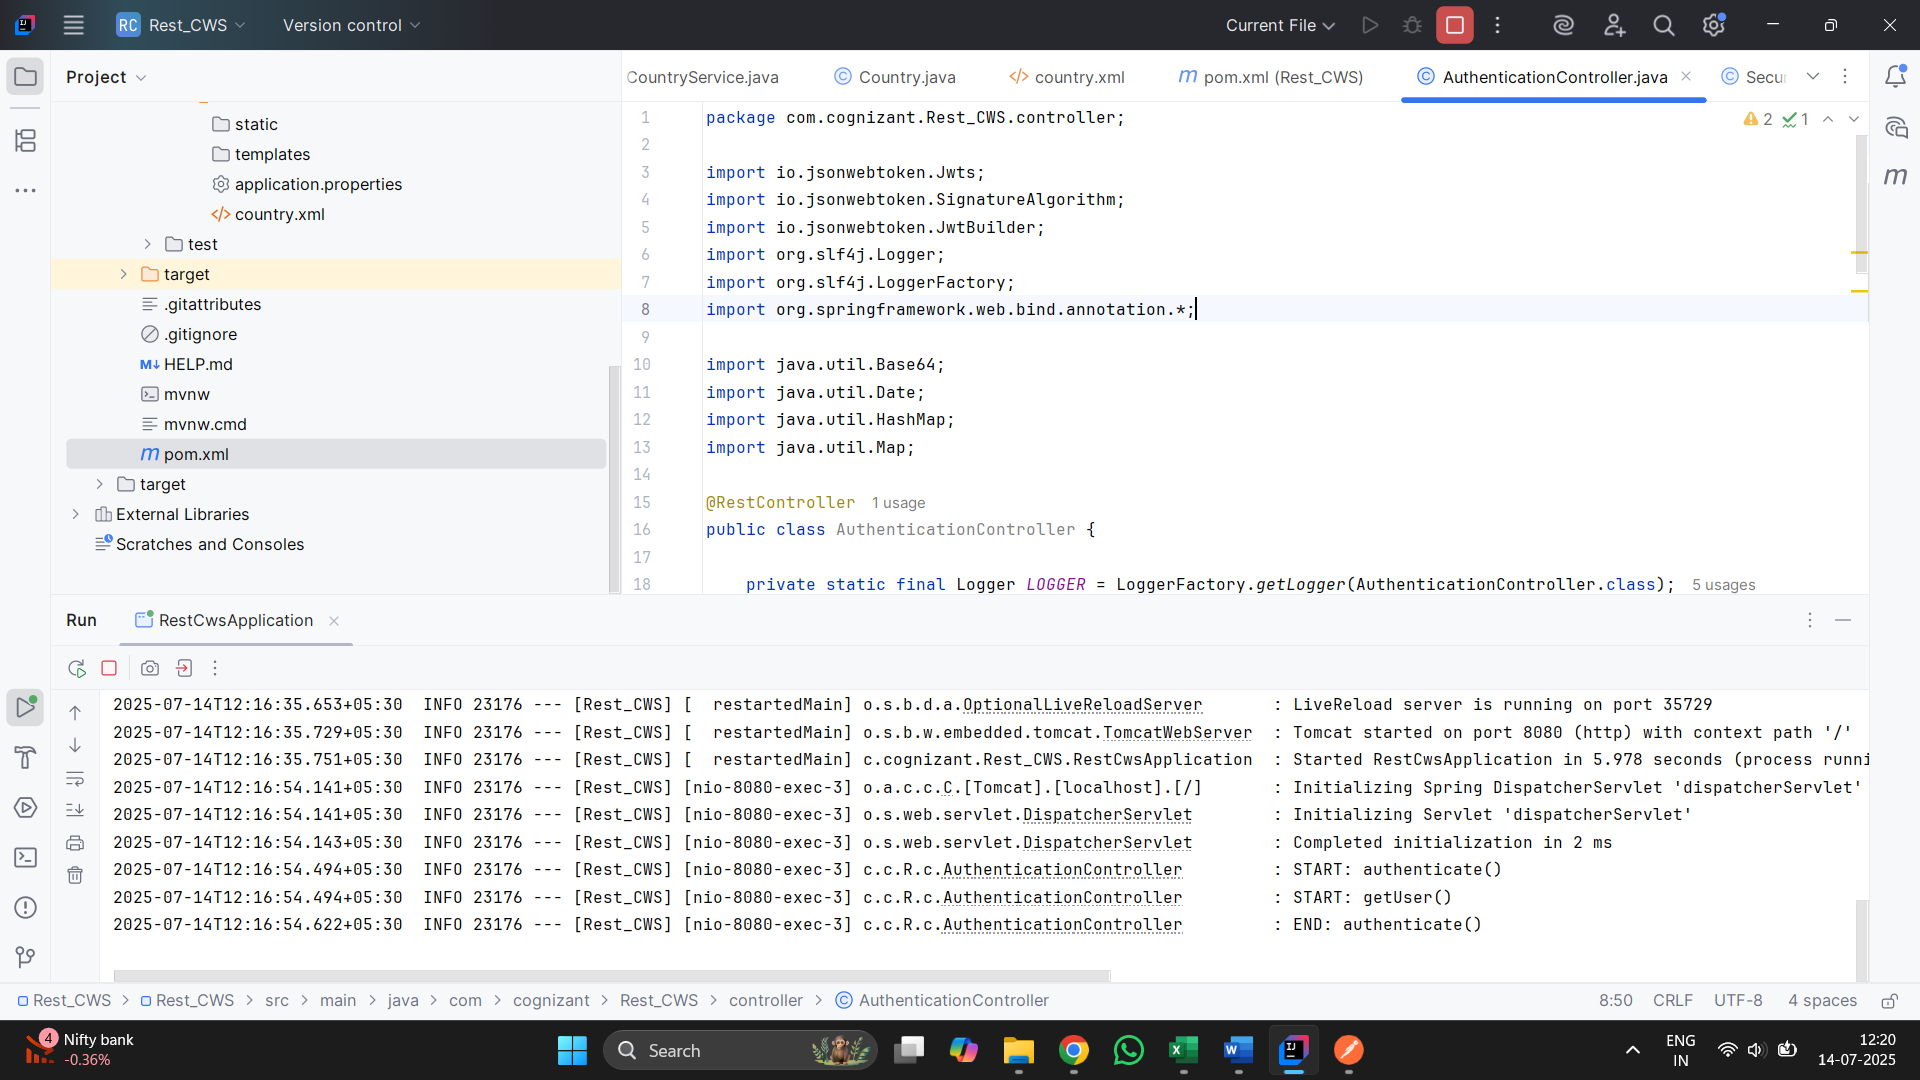 RC Rest_CWS
Version control
Current File
Project
static
templates
application.properties
country.xml
test
target
.gitattributes
.gitignore
HELP.md
mvnw
mvnw.cmd
pom.xml
target
External Libraries
Scratches and Consoles
CountryService.java
Country.java
country.xml
pom.xml (Rest_CWS)
AuthenticationController.java
2 1
1 package com.cognizant.Rest_CWS.controller;
2
3 import io.jsonwebtoken.Jwts;
4 import io.jsonwebtoken.SignatureAlgorithm;
5 import io.jsonwebtoken.JwtBuilder;
6 import org.slf4j.Logger;
7 import org.slf4j.LoggerFactory;
8 import org.springframework.web.bind.annotation.*;
9
10 import java.util.Base64;
11 import java.util.Date;
12 import java.util.HashMap;
13 import java.util.Map;
14
15 @RestController 1 usage
16 public class AuthenticationController {
17
18 private static final Logger LOGGER = LoggerFactory.getLogger(AuthenticationController.class); 5 usages
Run
RestCwsApplication
2025-07-14T12:16:35.653+05:30 INFO 23176 --- [Rest_CWS] [ restartedMain] o.s.b.d.a.OptionalLiveReloadServer : LiveReload server is running on port 35729
2025-07-14T12:16:35.729+05:30 INFO 23176 --- [Rest_CWS] [ restartedMain] o.s.b.w.embedded.tomcat.TomcatWebServer : Tomcat started on port 8080 (http) with context path '/'
2025-07-14T12:16:35.751+05:30 INFO 23176 --- [Rest_CWS] [ restartedMain] c.cognizant.Rest_CWS.RestCwsApplication : Started RestCwsApplication in 5.978 seconds (process runni
2025-07-14T12:16:54.141+05:30 INFO 23176 --- [Rest_CWS] [nio-8080-exec-3] o.a.c.c.C.[Tomcat].[localhost].[/] : Initializing Spring DispatcherServlet 'dispatcherServlet'
2025-07-14T12:16:54.141+05:30 INFO 23176 --- [Rest_CWS] [nio-8080-exec-3] o.s.web.servlet.DispatcherServlet : Initializing Servlet 'dispatcherServlet'
2025-07-14T12:16:54.143+05:30 INFO 23176 --- [Rest_CWS] [nio-8080-exec-3] o.s.web.servlet.DispatcherServlet : Completed initialization in 2 ms
2025-07-14T12:16:54.494+05:30 INFO 23176 --- [Rest_CWS] [nio-8080-exec-3] c.c.R.c.AuthenticationController : START: authenticate()
2025-07-14T12:16:54.494+05:30 INFO 23176 --- [Rest_CWS] [nio-8080-exec-3] c.c.R.c.AuthenticationController : START: getUser()
2025-07-14T12:16:54.622+05:30 INFO 23176 --- [Rest_CWS] [nio-8080-exec-3] c.c.R.c.AuthenticationController : END: authenticate()
Rest_CWS > Rest_CWS > src > main > java > com > cognizant > Rest_CWS > controller > AuthenticationController
8:50 CRLF UTF-8 4 spaces
4 Nifty bank
-0.36%
Search
ENG
IN
12:20
14-07-2025